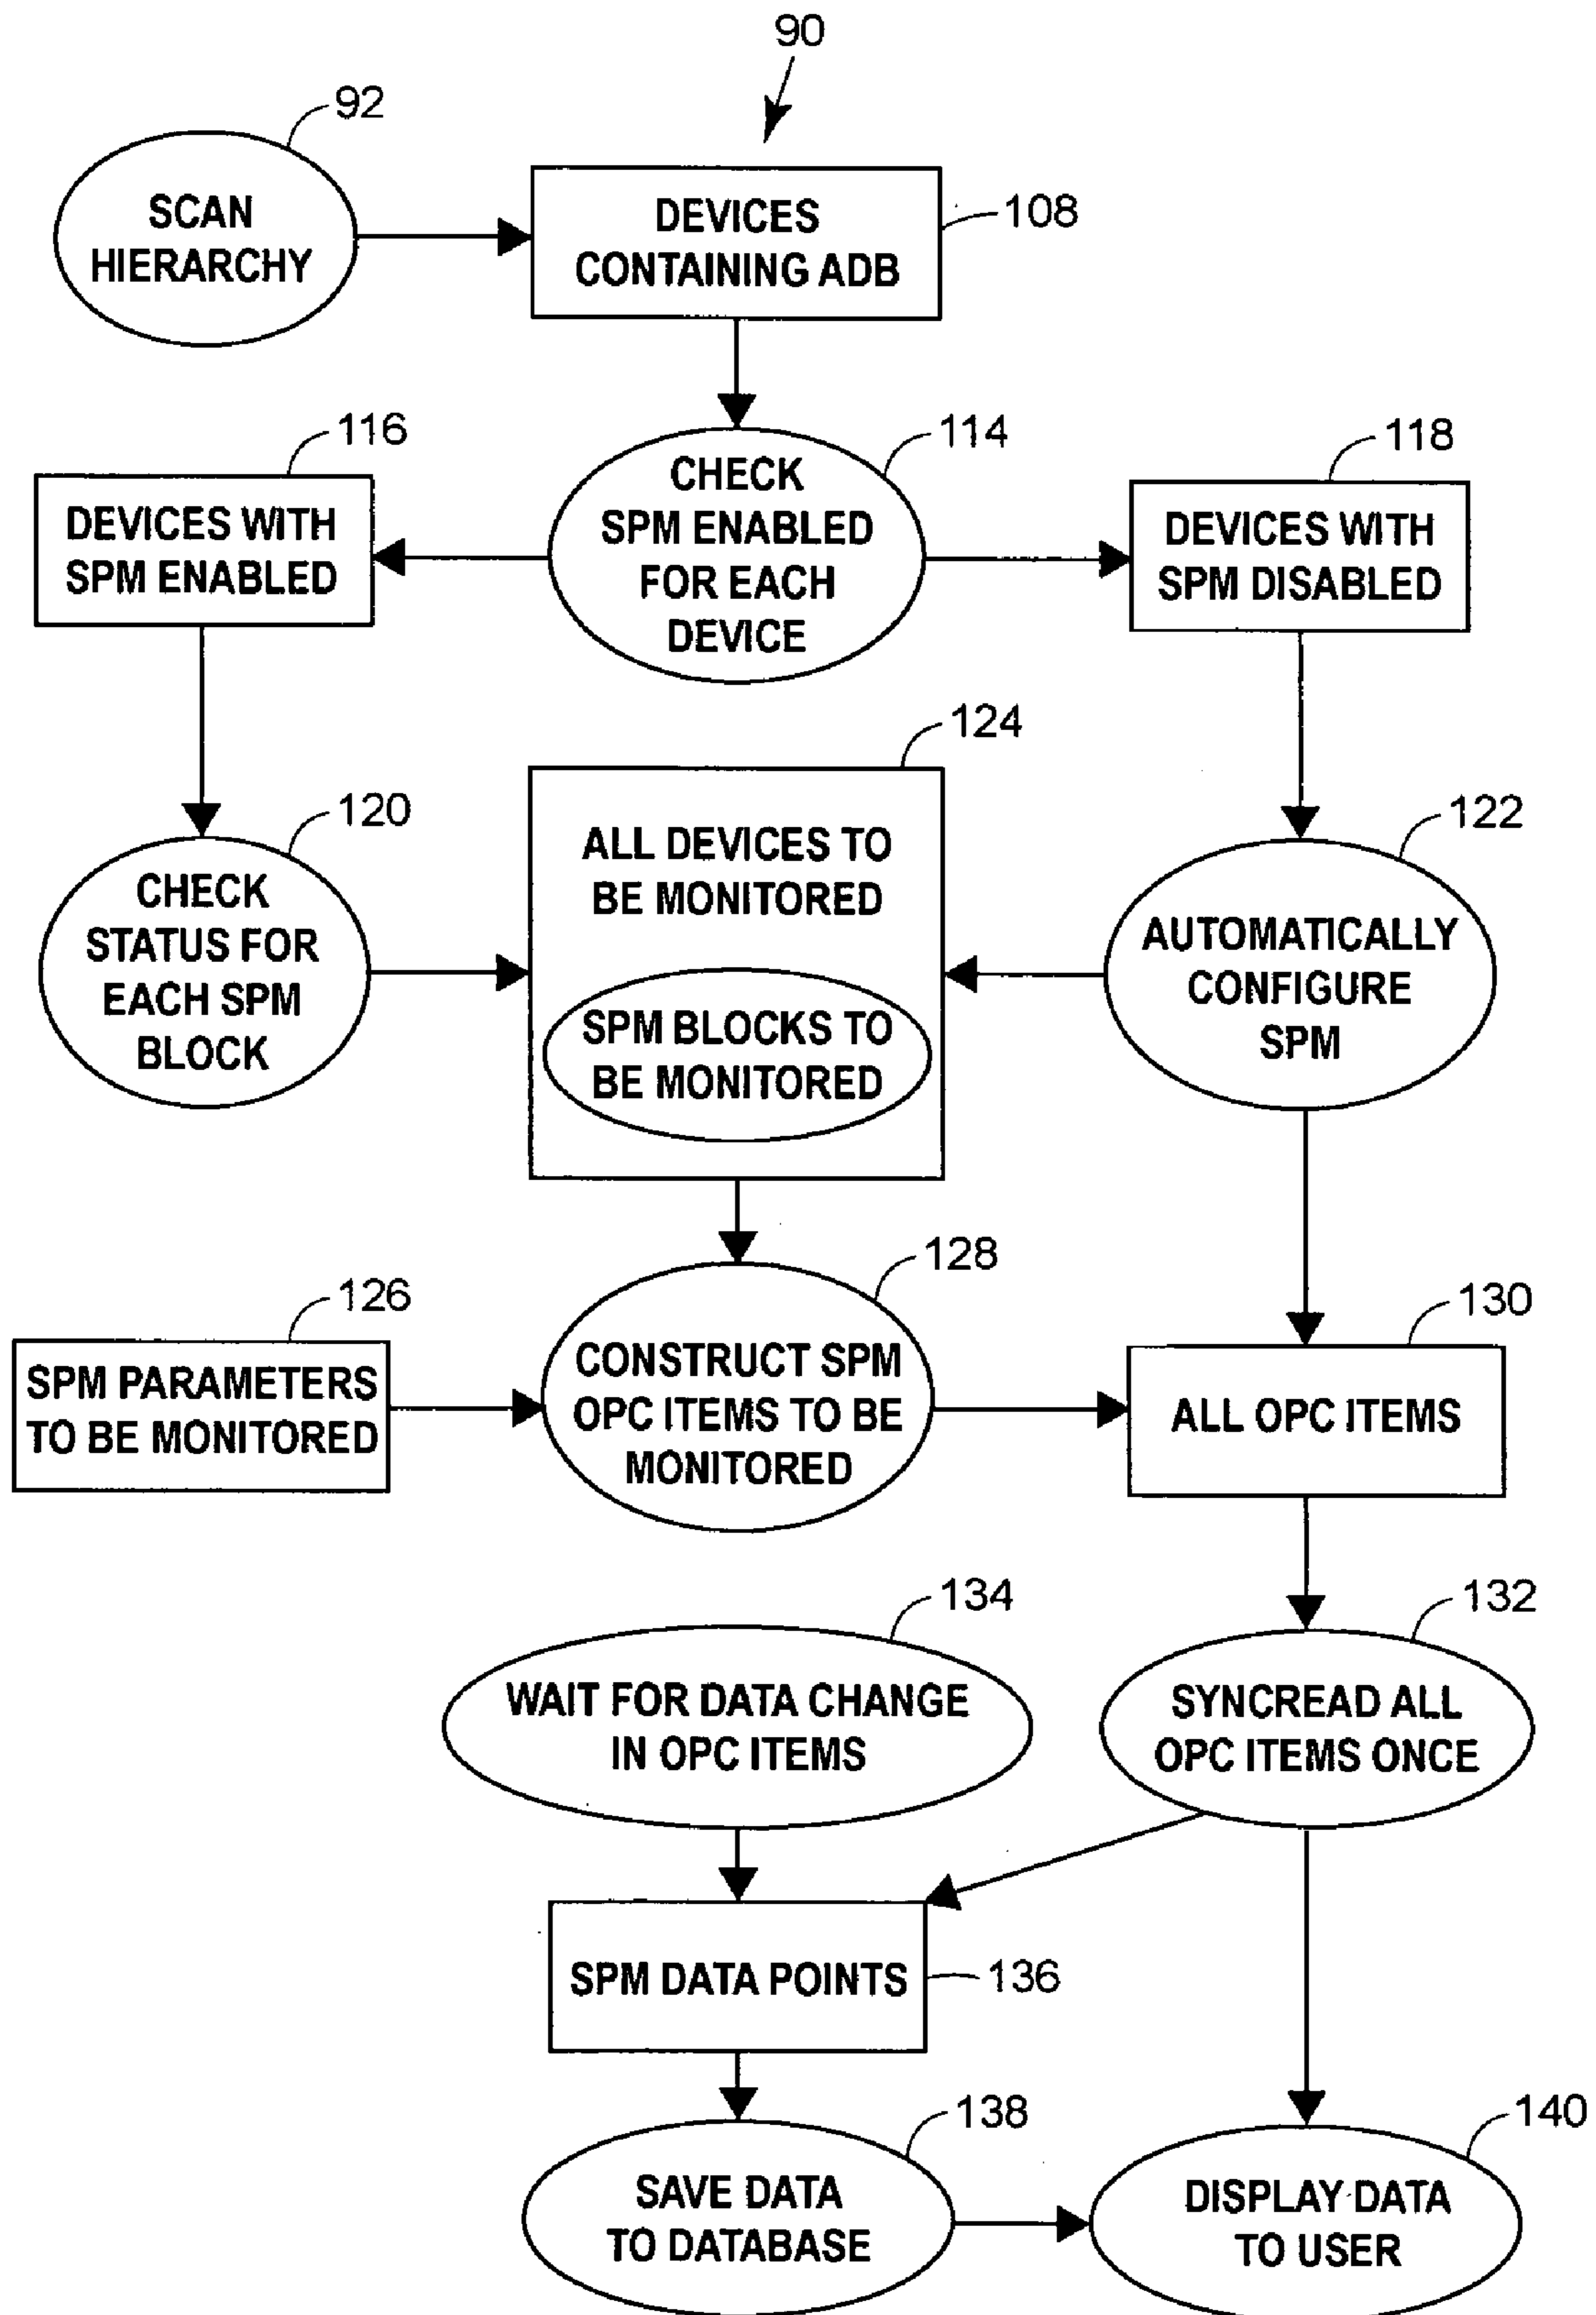 90
92
SCAN
HIERARCHY
DEVICES
CONTAINING ADB
108
116
DEVICES WITH
SPM ENABLED
114
CHECK
SPM ENABLED
FOR EACH
DEVICE
118
DEVICES WITH
SPM DISABLED
120
CHECK
STATUS FOR
EACH SPM
BLOCK
124
ALL DEVICES TO
BE MONITORED
SPM BLOCKS TO
BE MONITORED
122
AUTOMATICALLY
CONFIGURE
SPM
126
SPM PARAMETERS
TO BE MONITORED
128
CONSTRUCT SPM
OPC ITEMS TO BE
MONITORED
130
ALL OPC ITEMS
134
WAIT FOR DATA CHANGE
IN OPC ITEMS
132
SYNCREAD ALL
OPC ITEMS ONCE
SPM DATA POINTS
136
138
SAVE DATA
TO DATABASE
140
DISPLAY DATA
TO USER